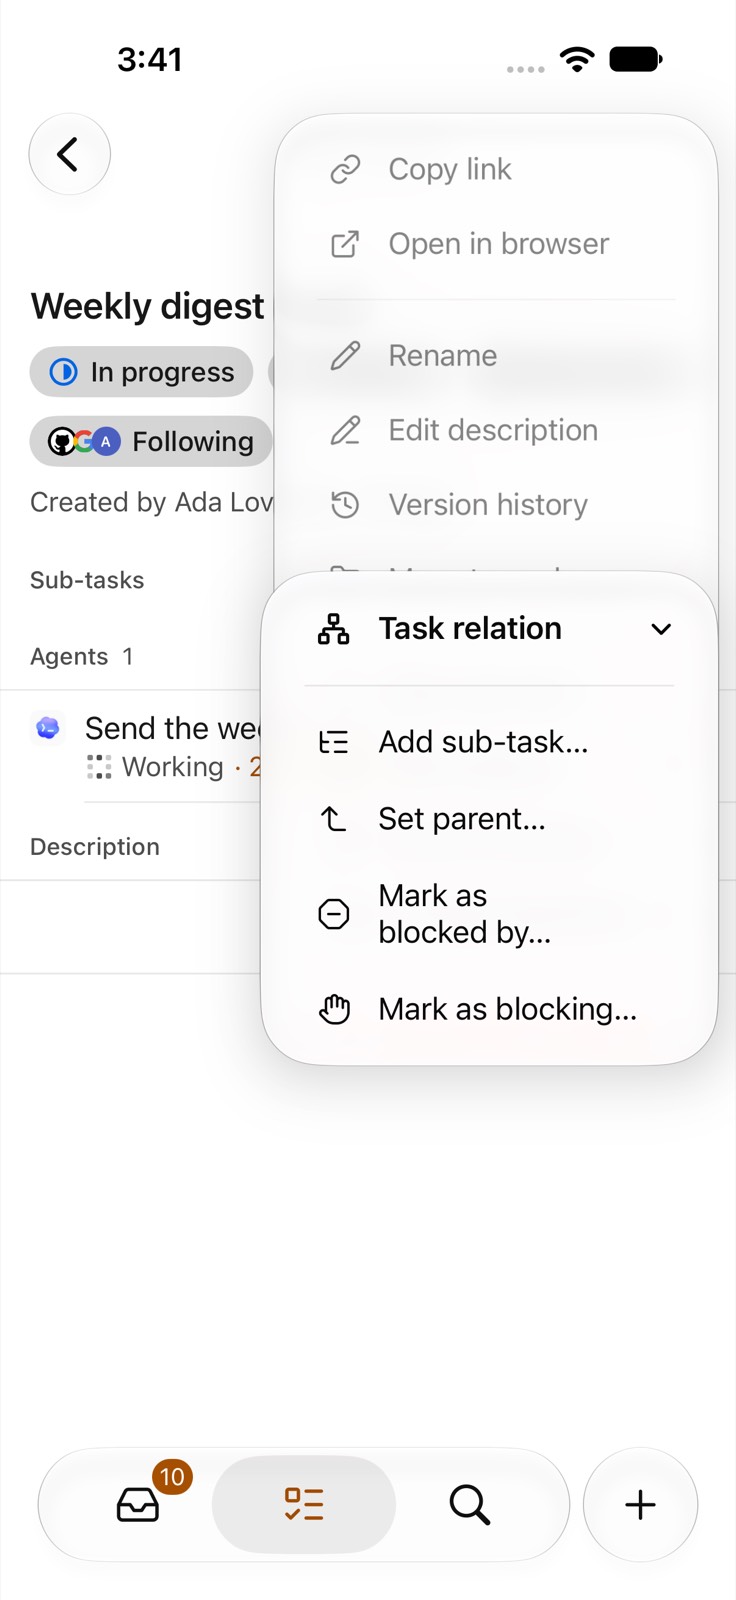 3:41
Copy link
Open in browser
Weekly digest
Rename
In progress
Edit description
A Following
Created by Ada Lov
Version history
Sub-tasks
Task relation
Agents 1
Send the we
Working · 2
Add sub-task...
Set parent...
Description
Mark as
blocked by...
Mark as blocking...
10